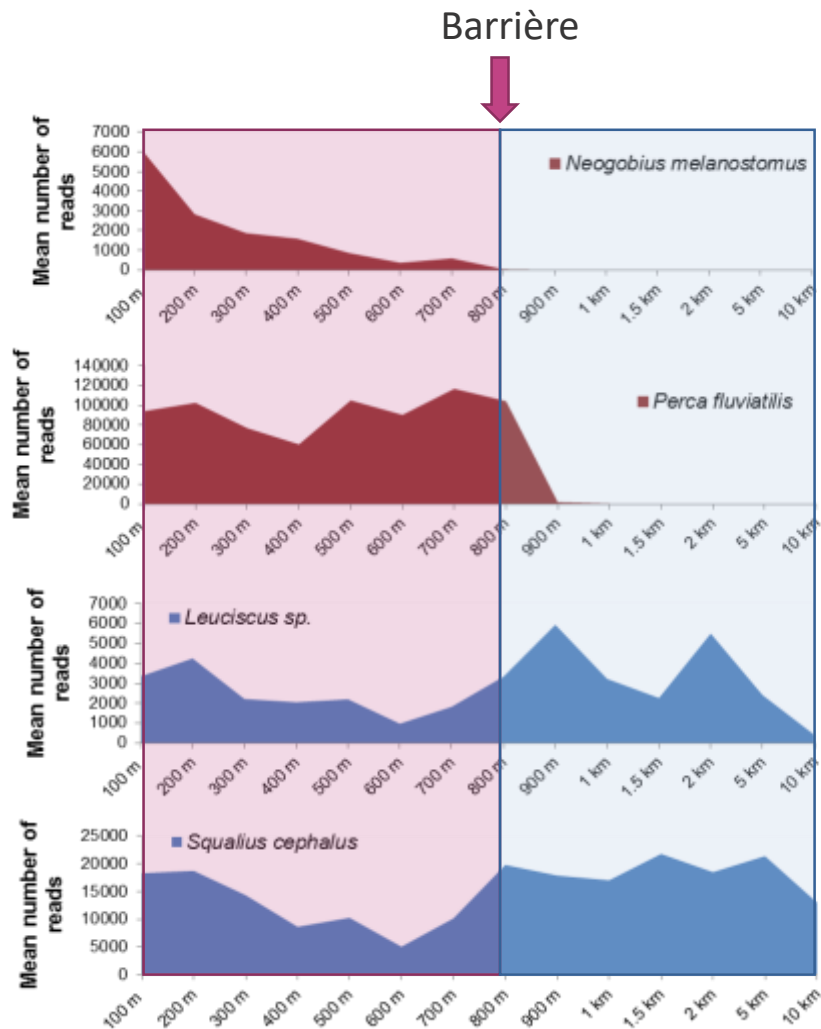 Barrière
Mean number of
reads
7000
6000
5000
4000
3000
2000
1000
0
Neogobius melanostomus
100 m
200 m
300 m
400 m
500 m
600 m
700 m
800 m
900 m
1 km
1.5 km
2 km
5 km
10 km
Mean number of
reads
140000
120000
100000
80000
60000
40000
20000
0
Perca fluviatilis
100 m
200 m
300 m
400 m
500 m
600 m
700 m
800 m
900 m
1 km
1.5 km
2 km
5 km
10 km
Mean number of
reads
7000
6000
5000
4000
3000
2000
1000
0
Leuciscus sp.
100 m
200 m
300 m
400 m
500 m
600 m
700 m
800 m
900 m
1 km
1.5 km
2 km
5 km
10 km
Mean number of
reads
25000
20000
15000
10000
5000
0
Squalius cephalus
100 m
200 m
300 m
400 m
500 m
600 m
700 m
800 m
900 m
1 km
1.5 km
2 km
5 km
10 km